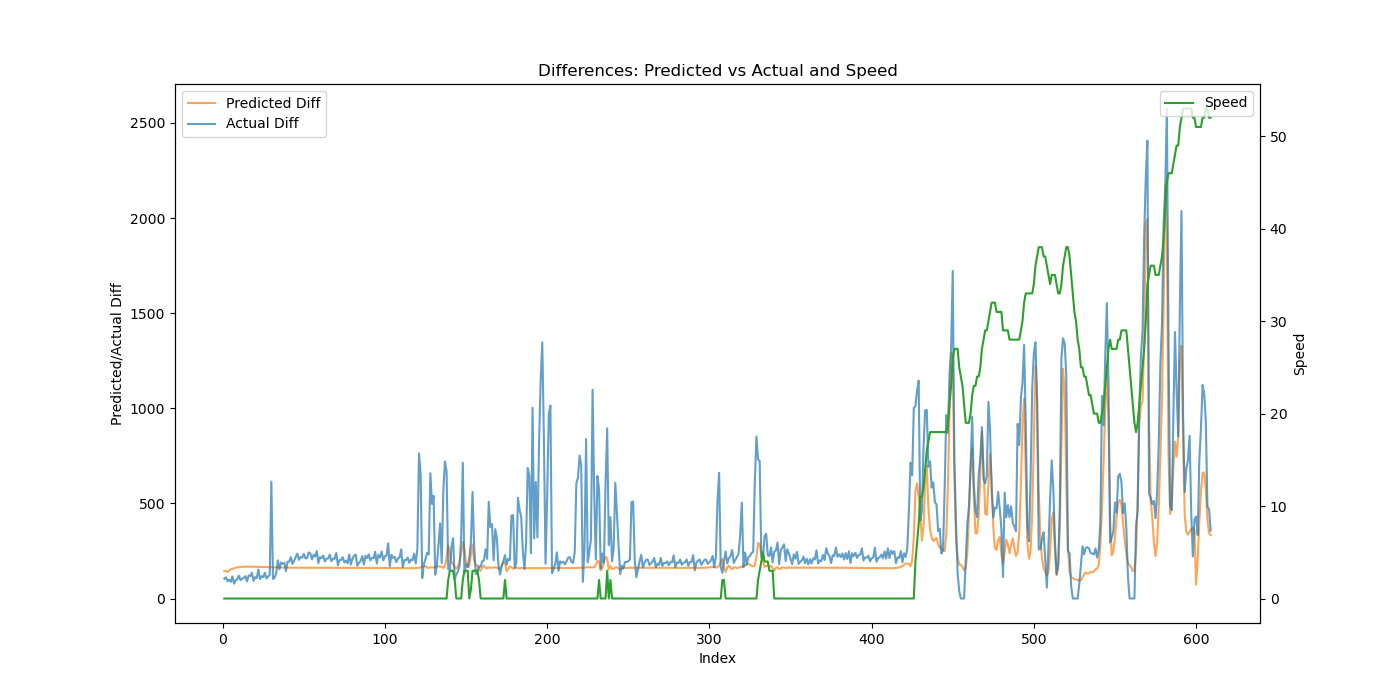 Differences: Predicted vs Actual and Speed
Predicted Diff
Actual Diff
Speed
2500
2000
1500
1000
500
0
Predicted/Actual Diff
50
40
30
20
10
0
Speed
0 100 200 300 400 500 600
Index